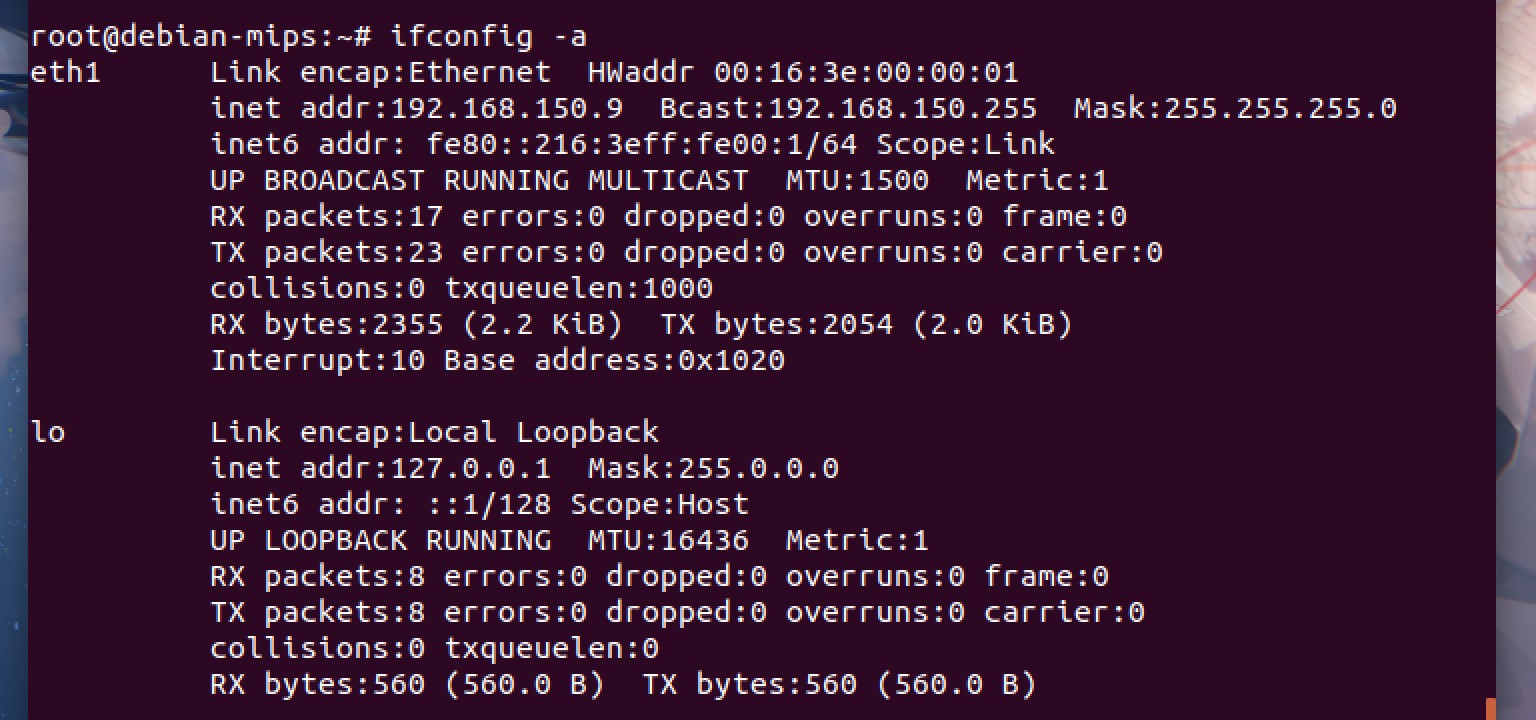 root@debian-mips:~# ifconfig -a
eth1      Link encap:Ethernet  HWaddr 00:16:3e:00:00:01
          inet addr:192.168.150.9  Bcast:192.168.150.255  Mask:255.255.255.0
          inet6 addr: fe80::216:3eff:fe00:1/64 Scope:Link
          UP BROADCAST RUNNING MULTICAST  MTU:1500  Metric:1
          RX packets:17 errors:0 dropped:0 overruns:0 frame:0
          TX packets:23 errors:0 dropped:0 overruns:0 carrier:0
          collisions:0 txqueuelen:1000
          RX bytes:2355 (2.2 KiB)  TX bytes:2054 (2.0 KiB)
          Interrupt:10 Base address:0x1020
lo        Link encap:Local Loopback
          inet addr:127.0.0.1  Mask:255.0.0.0
          inet6 addr: ::1/128 Scope:Host
          UP LOOPBACK RUNNING  MTU:16436  Metric:1
          RX packets:8 errors:0 dropped:0 overruns:0 frame:0
          TX packets:8 errors:0 dropped:0 overruns:0 carrier:0
          collisions:0 txqueuelen:0
          RX bytes:560 (560.0 B)  TX bytes:560 (560.0 B)